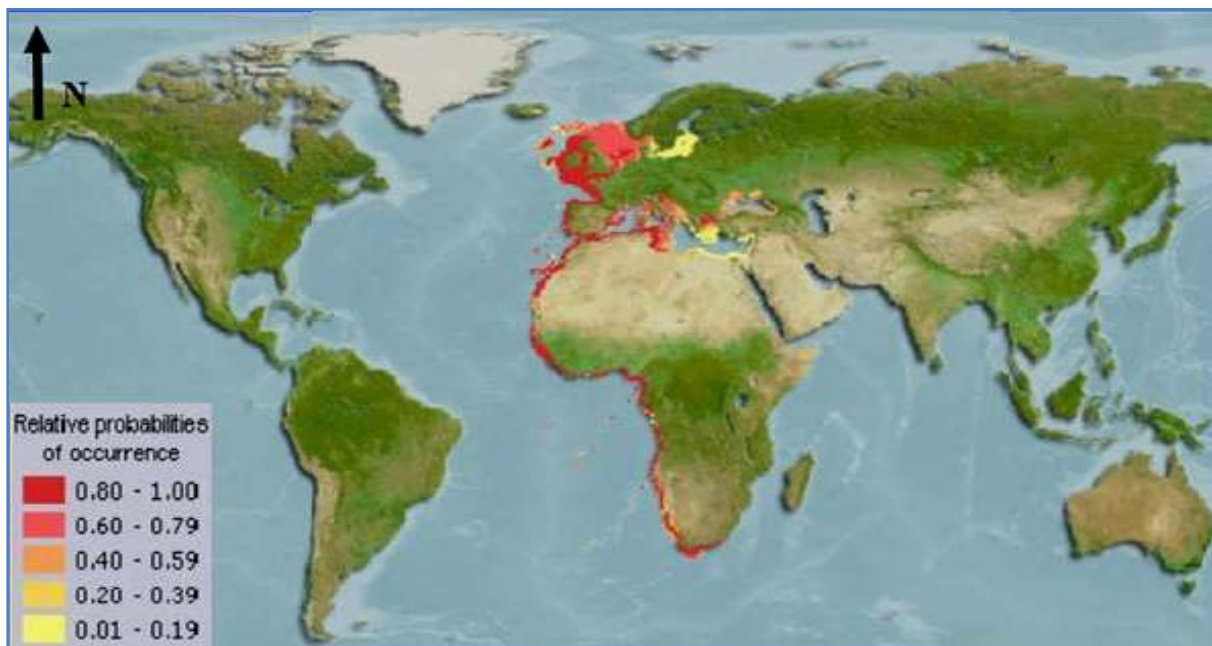 N
Relative probabilities
of occurrence
0.80 - 1.00
0.60 - 0.79
0.40 - 0.59
0.20 - 0.39
0.01 - 0.19